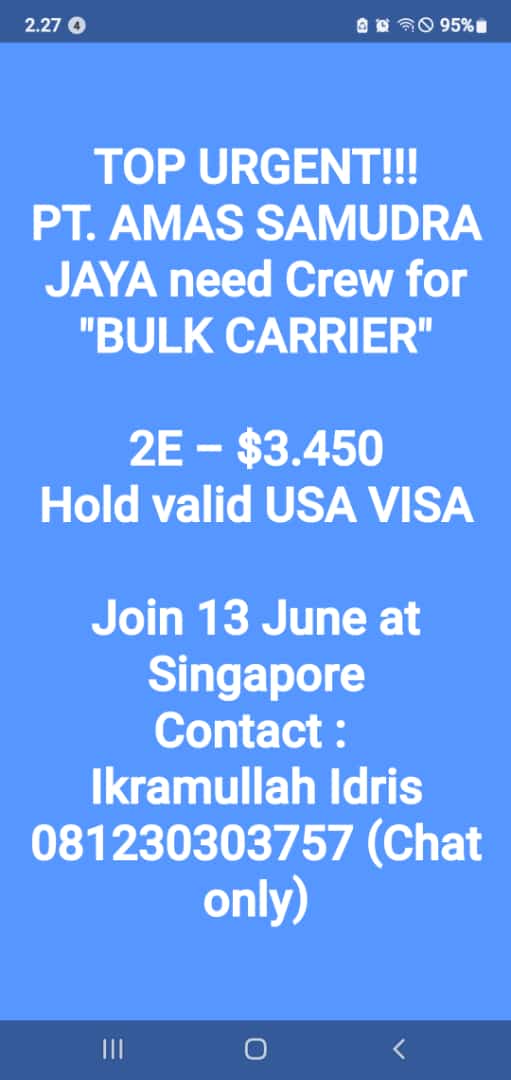 2.27 4 95%
TOP URGENT!!!
PT. AMAS SAMUDRA
JAYA need Crew for
"BULK CARRIER"
2E – $3.450
Hold valid USA VISA
Join 13 June at
Singapore
Contact :
Ikramullah Idris
081230303757 (Chat
only)